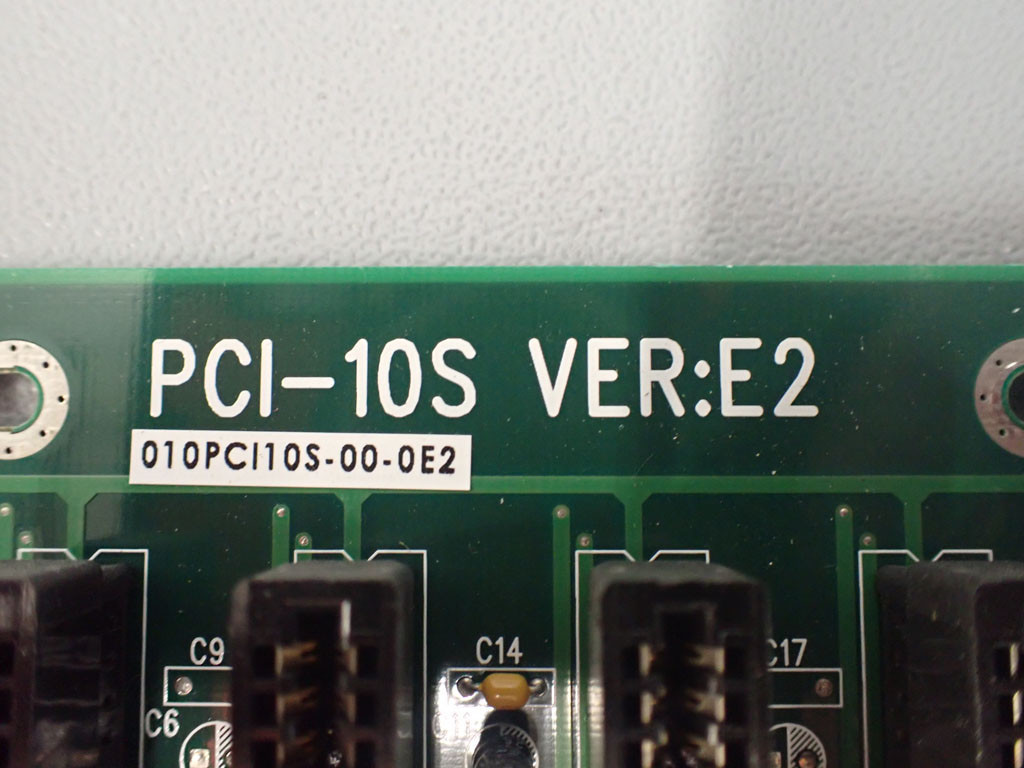 PCI-10S VER:E2
010PCI10S-00-0E2
C9
C14
C17
C6